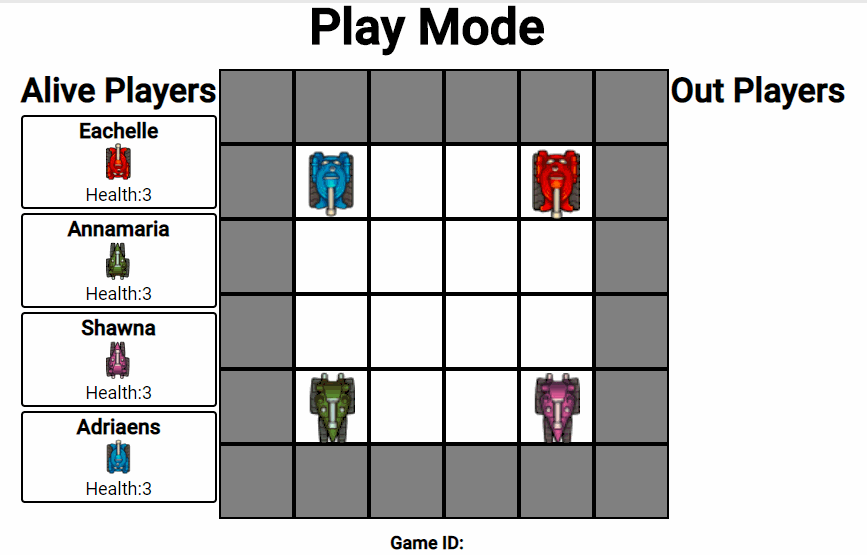 Play Mode
Alive Players
Eachelle
Health:3
Annamaria
Health:3
Shawna
Health:3
Adriaens
Health:3
Out Players
Game ID: